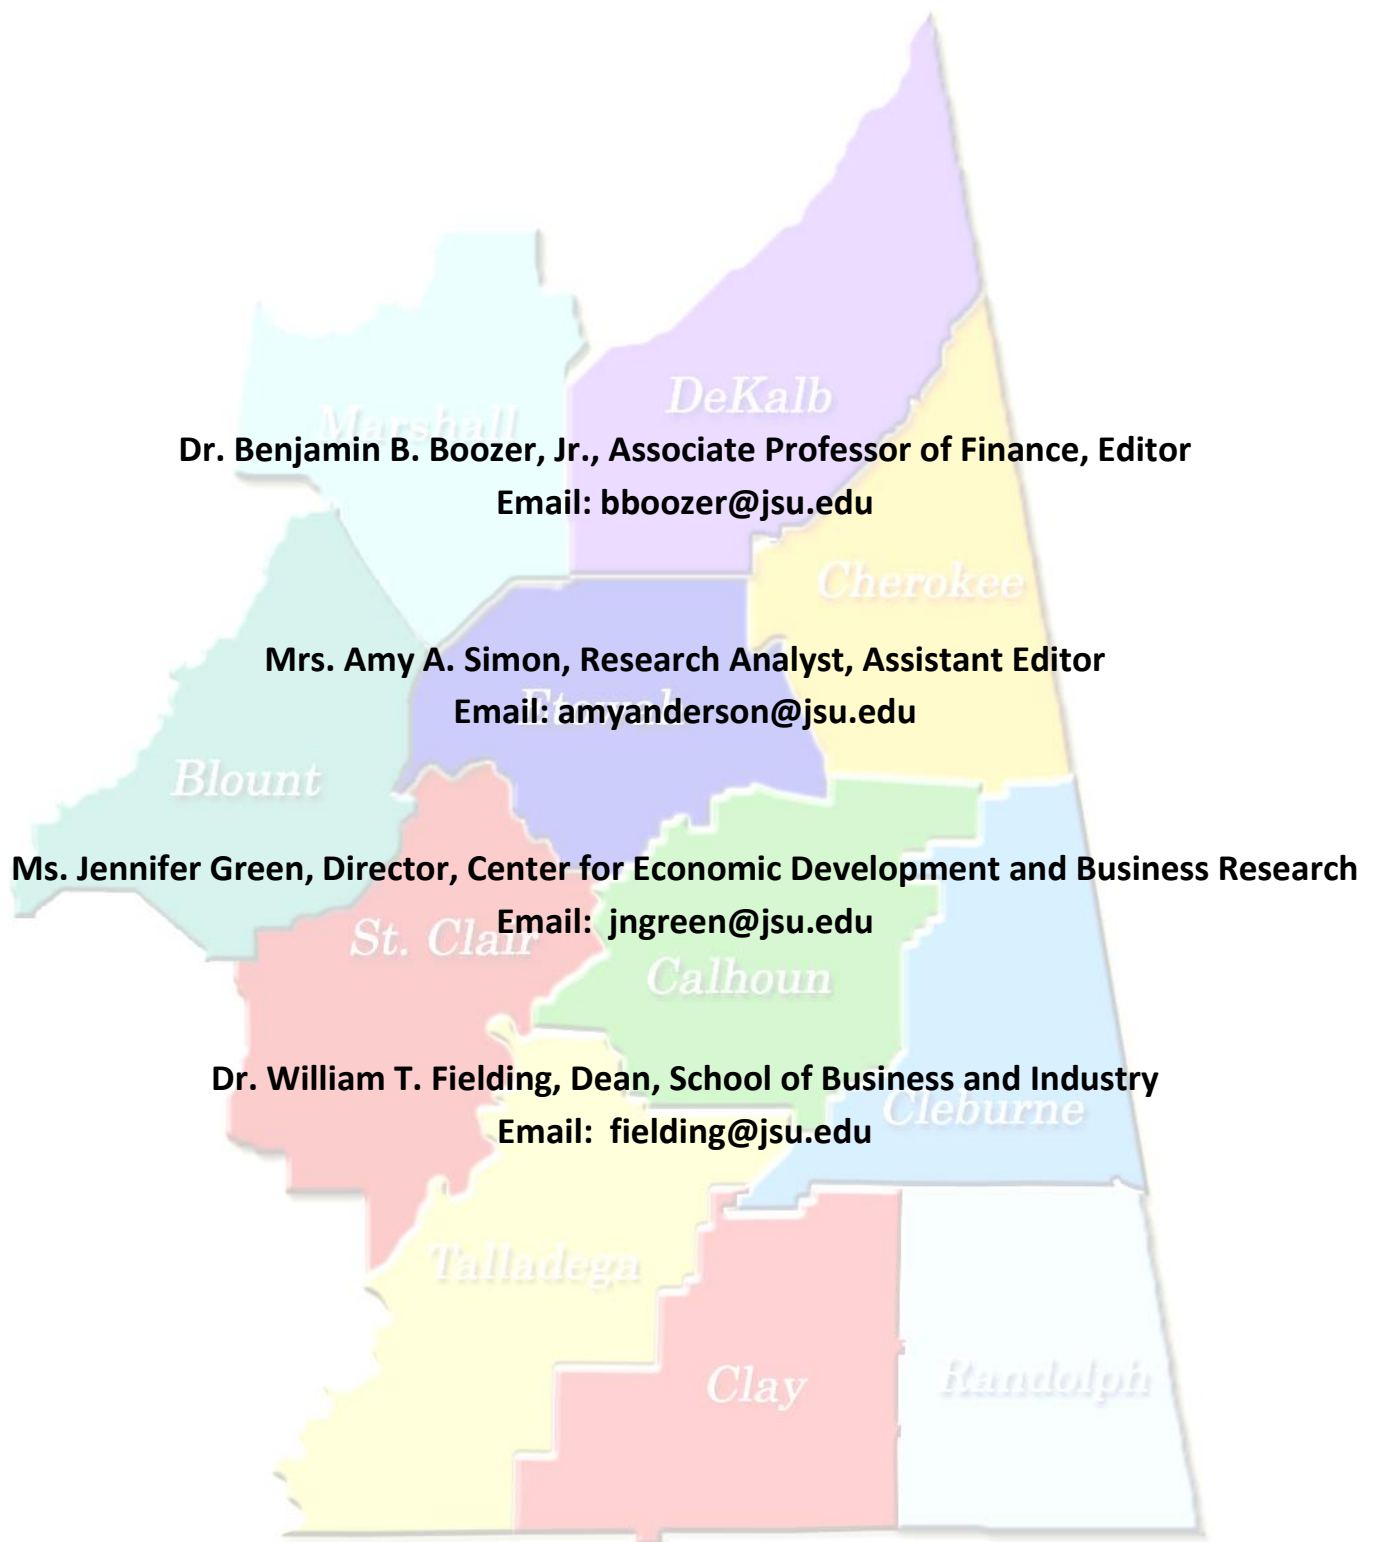 DeKalb
Marshall
Dr. Benjamin B. Boozer, Jr., Associate Professor of Finance, Editor
Email: bboozer@jsu.edu
Cherokee
Mrs. Amy A. Simon, Research Analyst, Assistant Editor
Email: amyanderson@jsu.edu
Etowah
Blount
Ms. Jennifer Green, Director, Center for Economic Development and Business Research
Email:  jngreen@jsu.edu
St. Clair
Calhoun
Dr. William T. Fielding, Dean, School of Business and Industry
Cleburne
Email:  fielding@jsu.edu
Talladega
Clay
Randolph